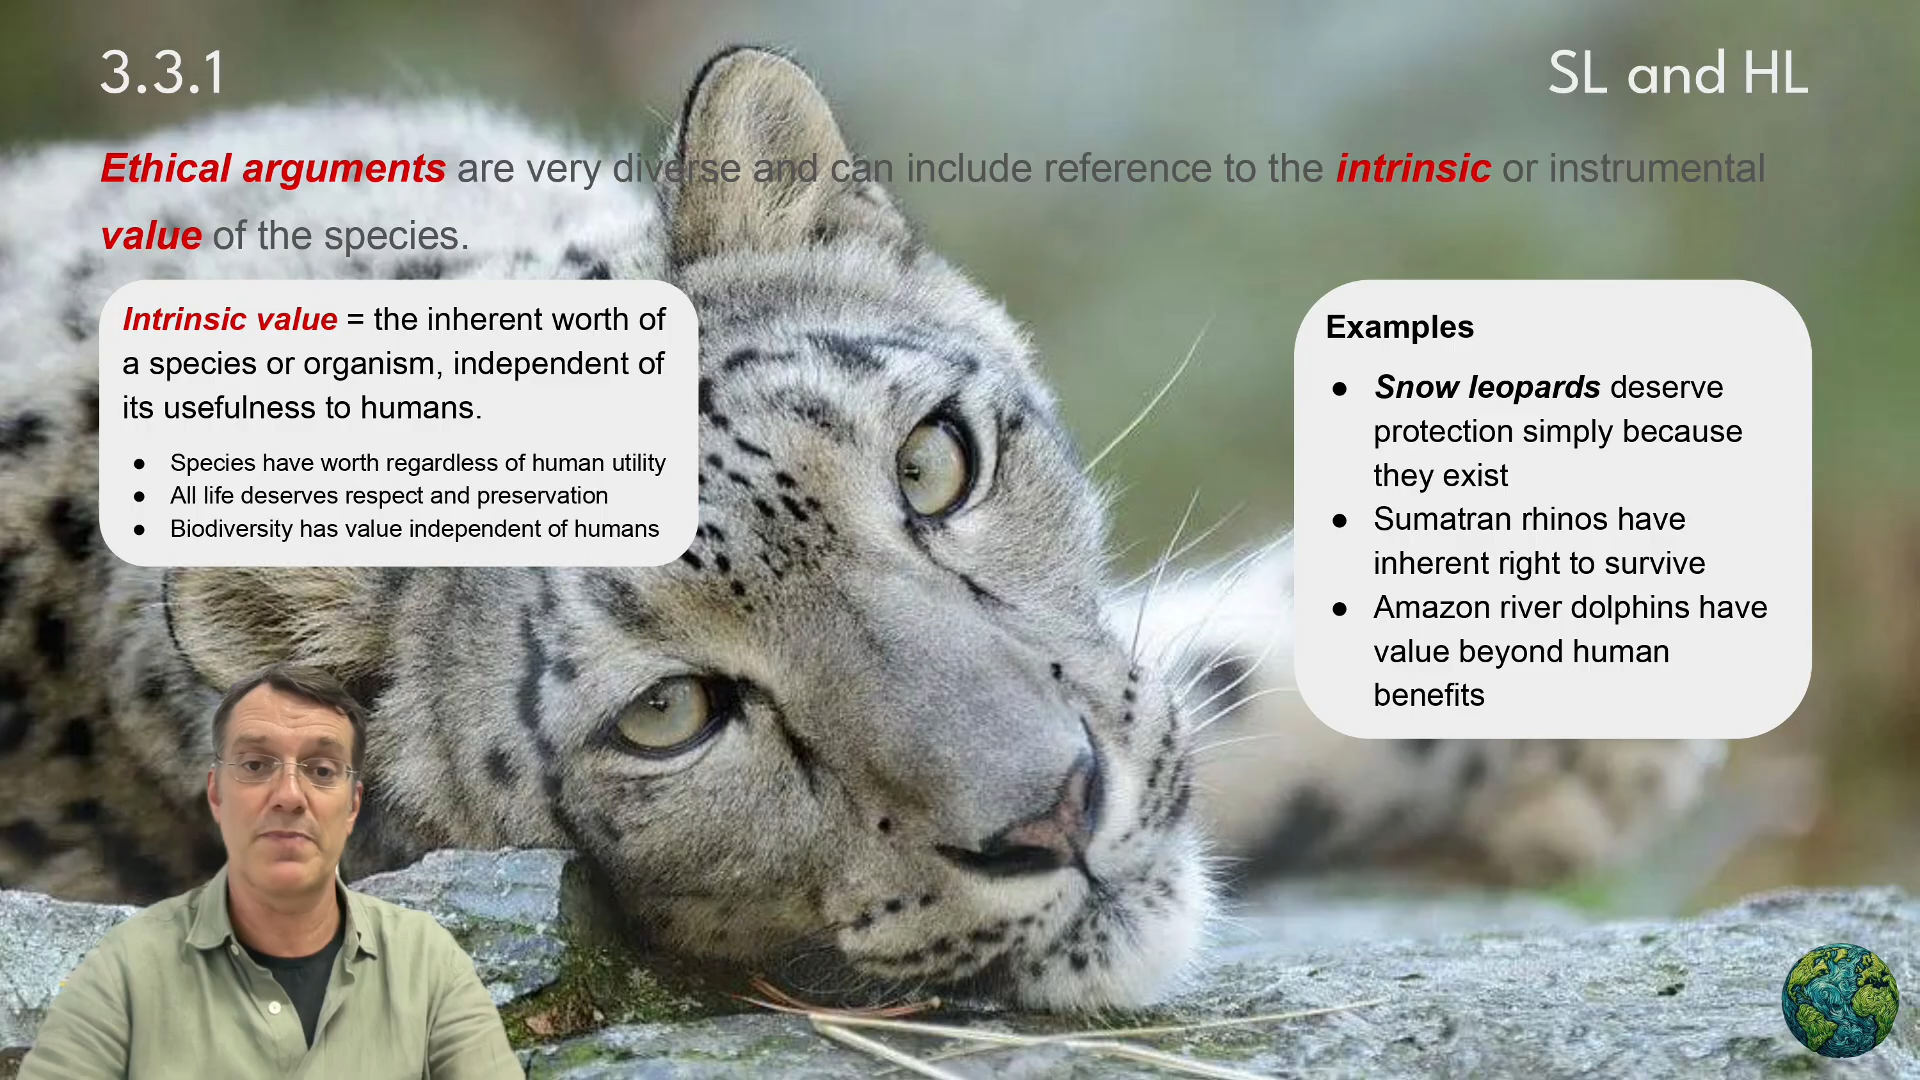 3.3.1
SL and HL
Ethical arguments are very diverse and can include reference to the intrinsic or instrumental
value of the species.
Intrinsic value = the inherent worth of
a species or organism, independent of
its usefulness to humans.
● Species have worth regardless of human utility
● All life deserves respect and preservation
● Biodiversity has value independent of humans
Examples
● Snow leopards deserve
protection simply because
they exist
● Sumatran rhinos have
inherent right to survive
● Amazon river dolphins have
value beyond human
benefits